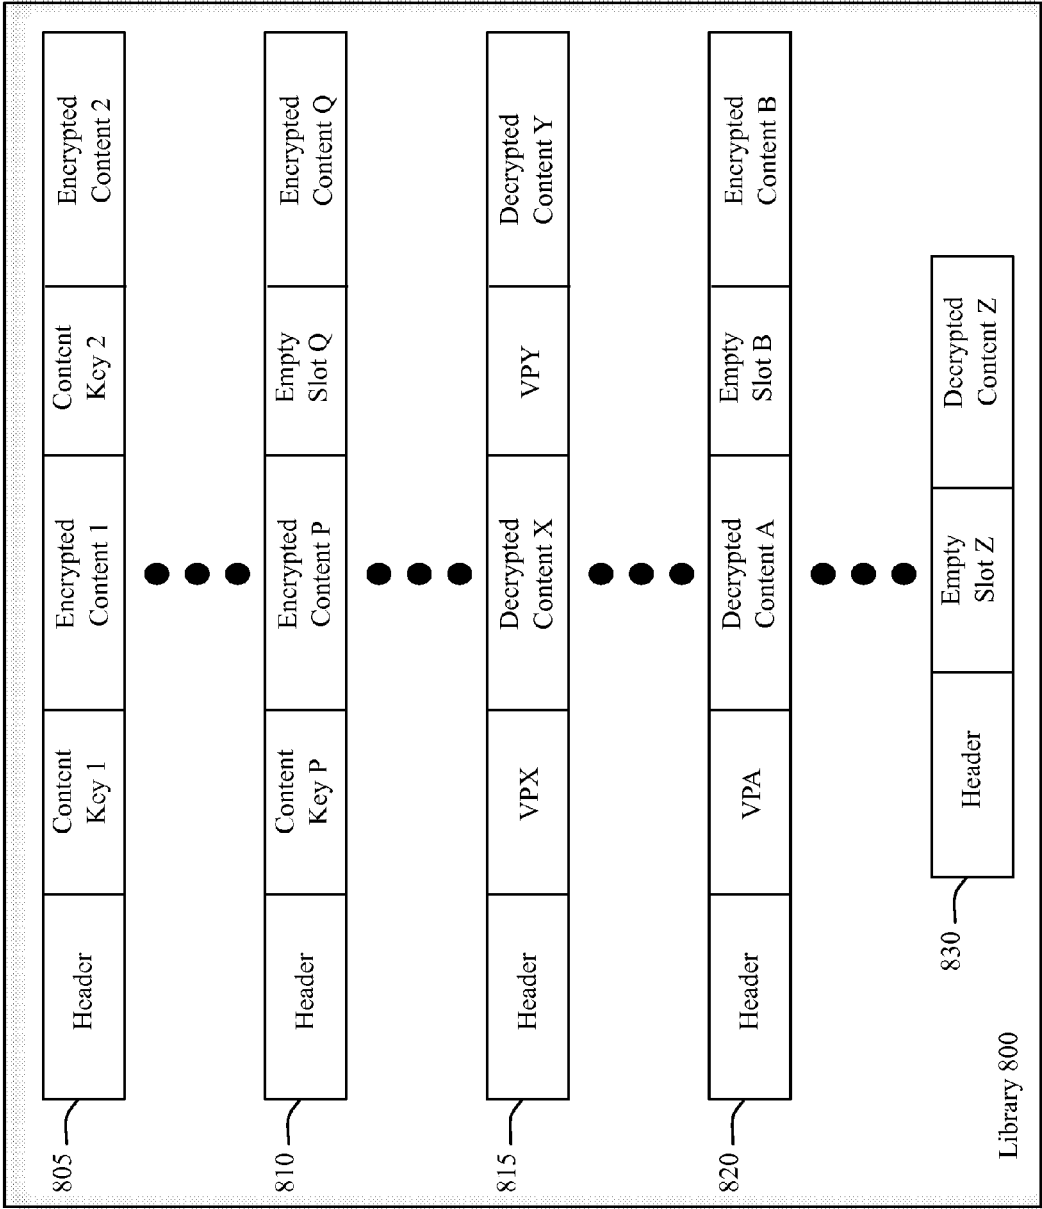 805
Header
Content
Key 1
Encrypted
Content 1
Content
Key 2
Encrypted
Content 2
810
Header
Content
Key P
Encrypted
Content P
Empty
Slot Q
Encrypted
Content Q
815
Header
VPX
Decrypted
Content X
VPY
Decrypted
Content Y
820
Header
VPA
Decrypted
Content A
Empty
Slot B
Encrypted
Content B
830
Header
Empty
Slot Z
Decrypted
Content Z
Library 800